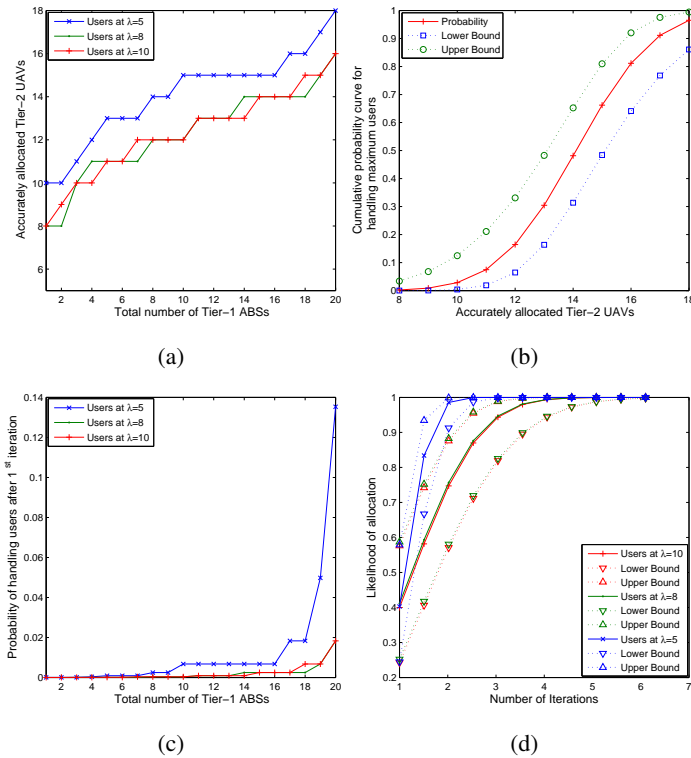 18
16
14
12
10
8
6
Accurately allocated Tier−2 UAVs
Users at λ=5
Users at λ=8
Users at λ=10
2 4 6 8 10 12 14 16 18 20
Total number of Tier−1 ABSs
(a)
1
0.9
0.8
0.7
0.6
0.5
0.4
0.3
0.2
0.1
0
Cumulative probability curve for
handling maximum users
Probability
Lower Bound
Upper Bound
8 10 12 14 16 18
Accurately allocated Tier−2 UAVs
(b)
0.14
0.12
0.1
0.08
0.06
0.04
0.02
0
Probability of handling users after 1 st iteration
Users at λ=5
Users at λ=8
Users at λ=10
2 4 6 8 10 12 14 16 18 20
Total number of Tier−1 ABSs
(c)
1
0.9
0.8
0.7
0.6
0.5
0.4
0.3
0.2
Likelihood of allocation
Users at λ=10
Lower Bound
Upper Bound
Users at λ=8
Lower Bound
Upper Bound
Users at λ=5
Lower Bound
Upper Bound
1 2 3 4 5 6 7
Number of Iterations
(d)